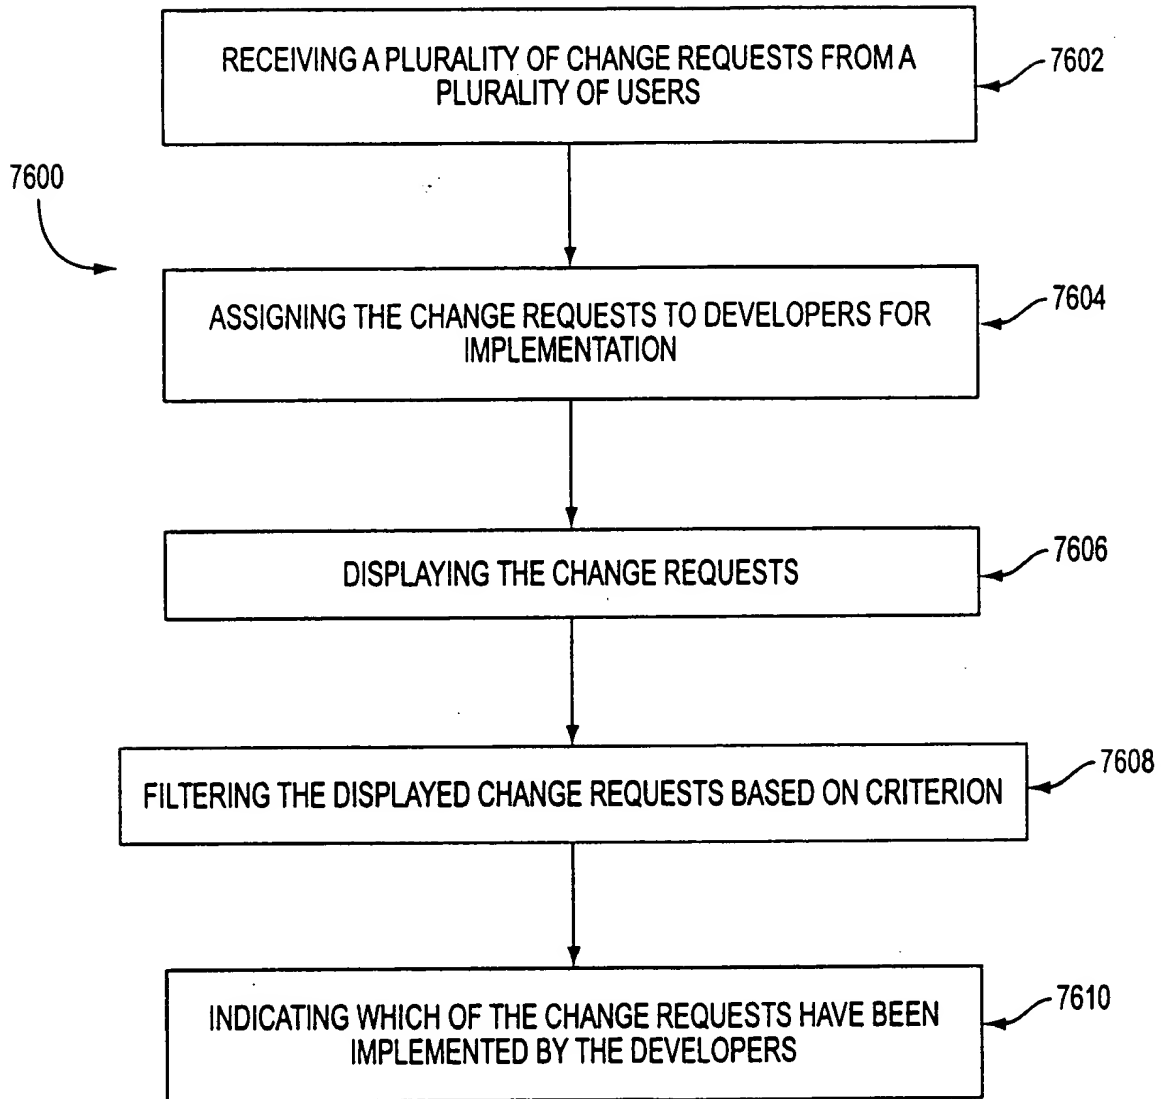 RECEIVING A PLURALITY OF CHANGE REQUESTS FROM A
PLURALITY OF USERS
7602
7600
ASSIGNING THE CHANGE REQUESTS TO DEVELOPERS FOR
IMPLEMENTATION
7604
DISPLAYING THE CHANGE REQUESTS
7606
FILTERING THE DISPLAYED CHANGE REQUESTS BASED ON CRITERION
7608
INDICATING WHICH OF THE CHANGE REQUESTS HAVE BEEN
IMPLEMENTED BY THE DEVELOPERS
7610